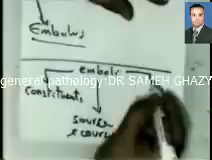 Embolus
general pathology DR SAMEH GHAZY
emboli
constituents
source
& course